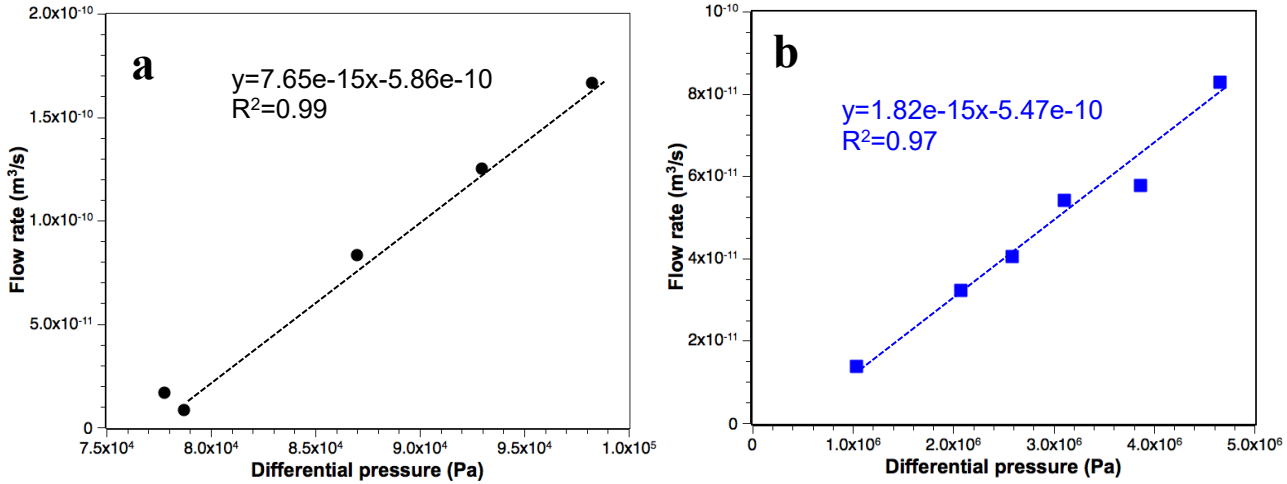 a
y=7.65e-15x-5.86e-10
R²=0.99
Flow rate (m³/s)
2.0x10⁻¹⁰
1.5x10⁻¹⁰
1.0x10⁻¹⁰
5.0x10⁻¹¹
0
7.5x10⁴
8.0x10⁴
8.5x10⁴
9.0x10⁴
9.5x10⁴
1.0x10⁵
Differential pressure (Pa)
b
y=1.82e-15x-5.47e-10
R²=0.97
Flow rate (m³/s)
10⁻¹⁰
8x10⁻¹¹
6x10⁻¹¹
4x10⁻¹¹
2x10⁻¹¹
0
0
1.0x10⁶
2.0x10⁶
3.0x10⁶
4.0x10⁶
5.0x10⁶
Differential pressure (Pa)